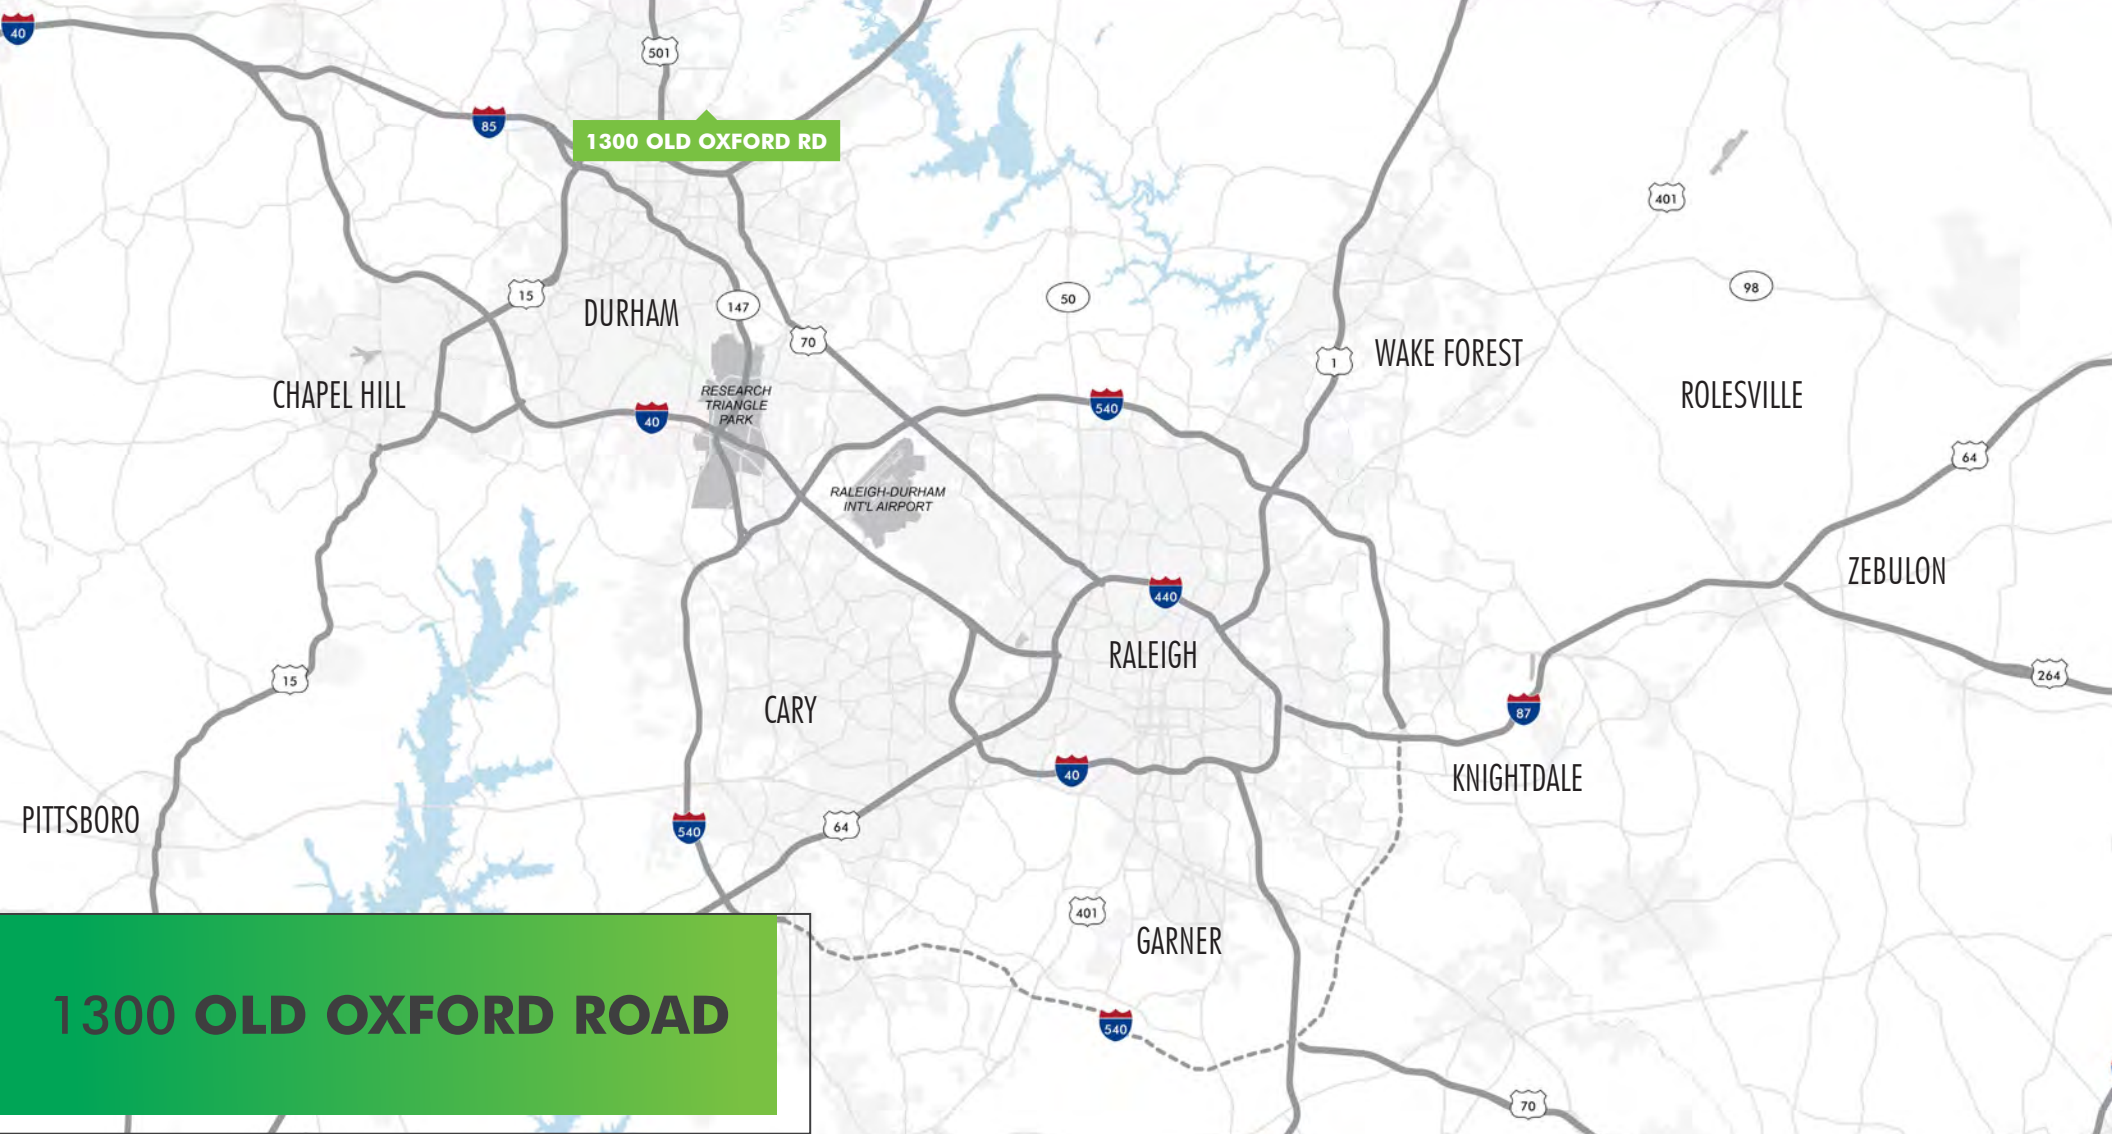 40
501
85
1300 OLD OXFORD RD
401
98
15
DURHAM
147
50
70
1
WAKE FOREST
CHAPEL HILL
RESEARCH
TRIANGLE
PARK
ROLESVILLE
40
540
64
RALEIGH-DURHAM
INT'L AIRPORT
ZEBULON
440
RALEIGH
15
264
CARY
87
40
KNIGHTDALE
PITTSBORO
540
64
401
GARNER
1300 OLD OXFORD ROAD
540
70